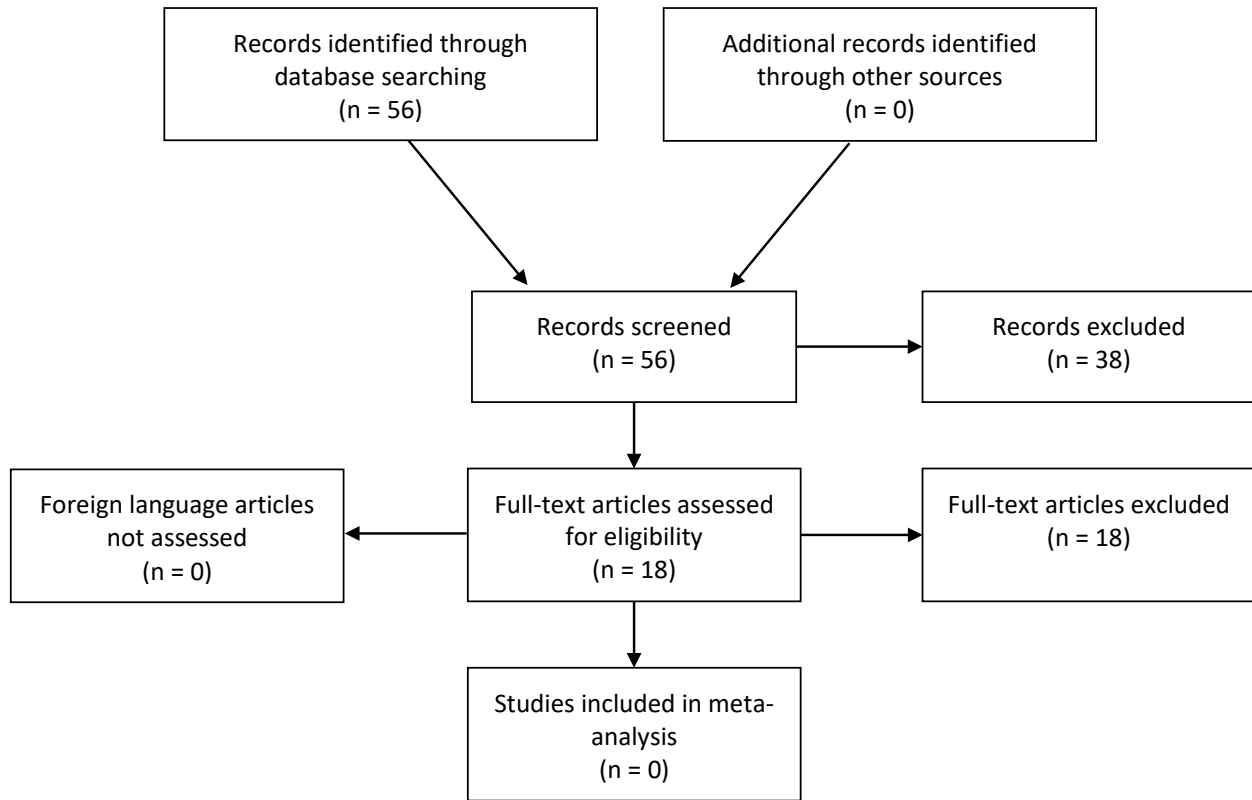 Records identified through
database searching
(n = 56)
Additional records identified
through other sources
(n = 0)
Records screened
(n = 56)
Records excluded
(n = 38)
Foreign language articles
not assessed
(n = 0)
Full-text articles assessed
for eligibility
(n = 18)
Full-text articles excluded
(n = 18)
Studies included in meta-
analysis
(n = 0)